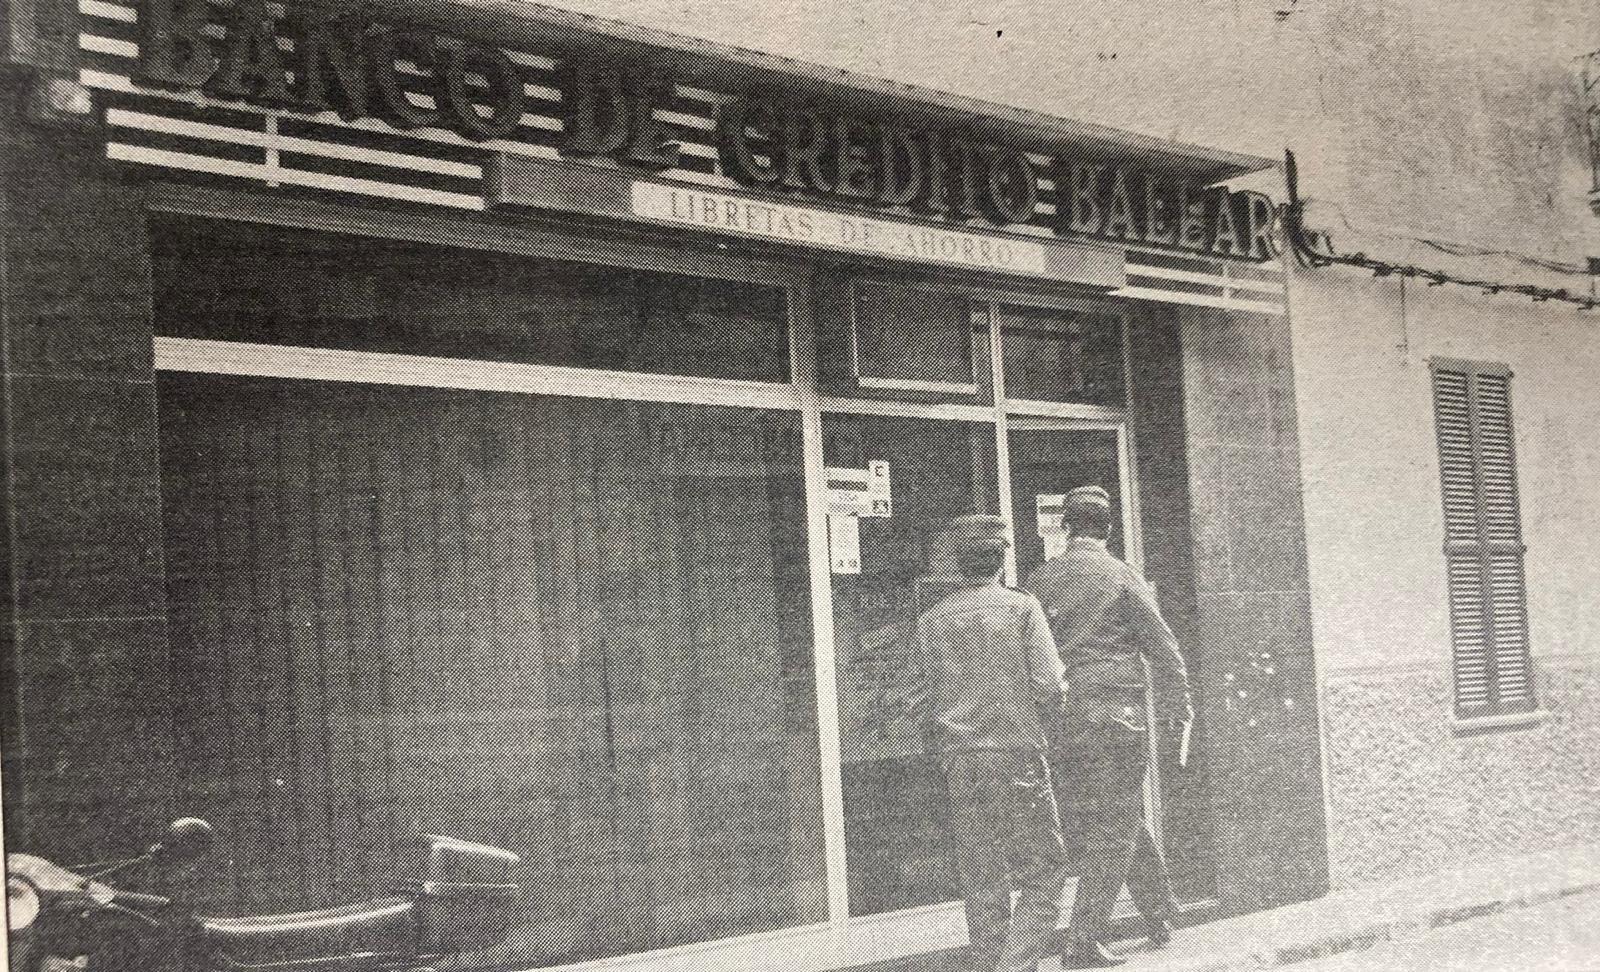 BANCO DE CREDITO BALEAR
LIBRETAS DE AHORRO